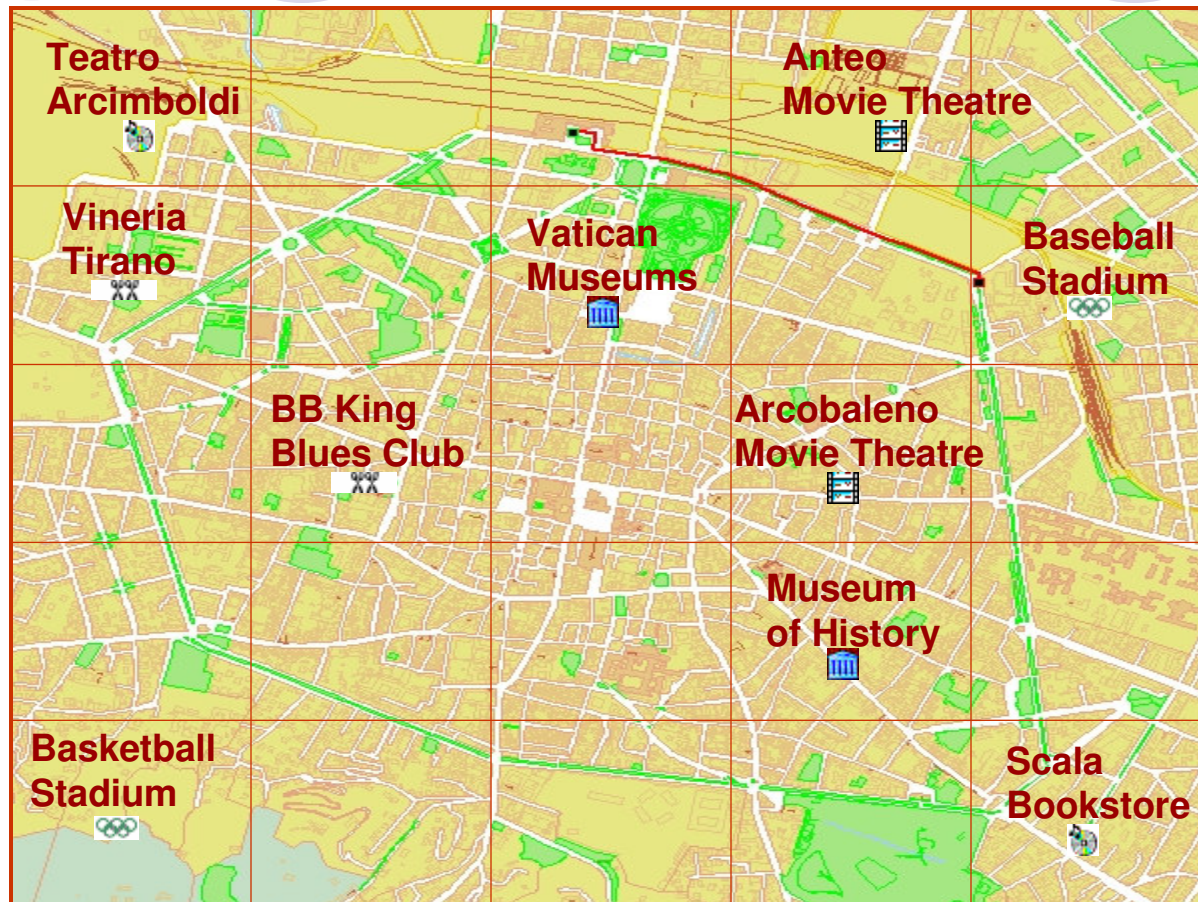 Teatro
Arcimboldi
Anteo
Movie Theatre
Vineria
Tirano
Vatican
Museums
Baseball
Stadium
BB King
Blues Club
Arcobaleno
Movie Theatre
Museum
of History
Basketball
Stadium
Scala
Bookstore